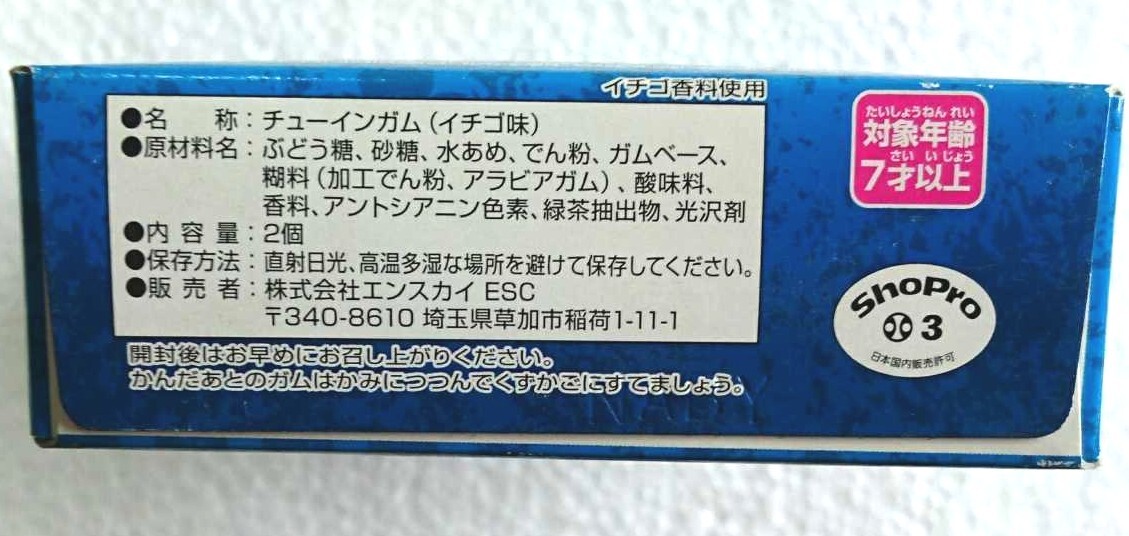 イチゴ香料使用
●名　　称：チューインガム（イチゴ味）
●原材料名：ぶどう糖、砂糖、水あめ、でん粉、ガムベース、
糊料（加工でん粉、アラビアガム）、酸味料、
香料、アントシアニン色素、緑茶抽出物、光沢剤
●内 容 量：2個
●保存方法：直射日光、高温多湿な場所を避けて保存してください。
●販 売 者：株式会社エンスカイ ESC
〒340-8610 埼玉県草加市稲荷1-11-1
開封後はお早めにお召し上がりください。
かんだあとのガムはかみにつつんでくずかごにすてましょう。
たいしょうねんれい
対象年齢
さい いじょう
7才以上
ShoPro
3
日本国内販売許可